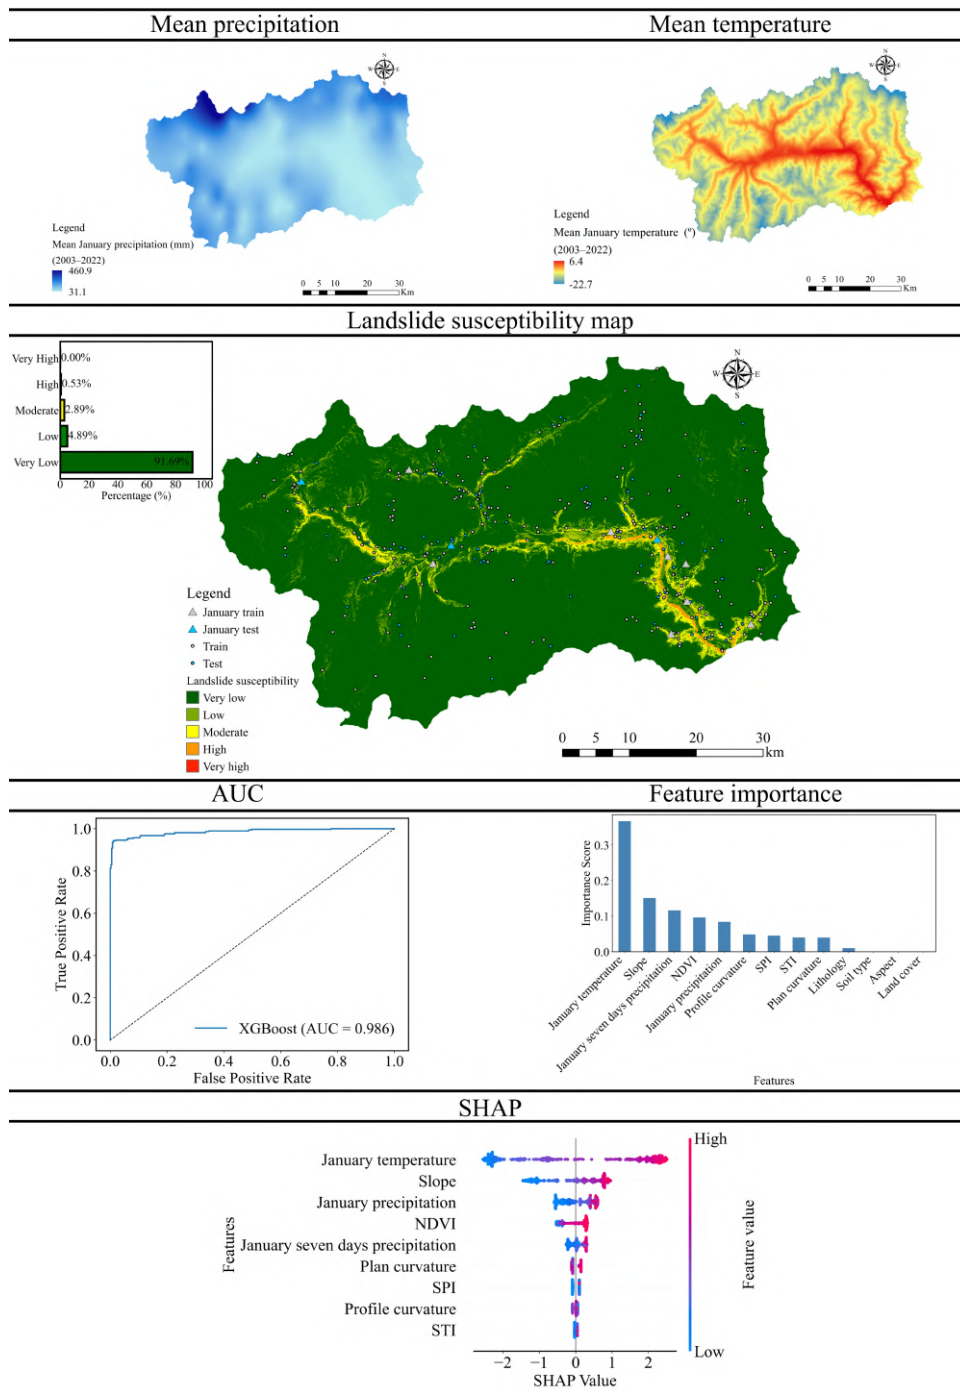 Mean precipitation
Mean temperature
N
W E
S
Legend
Mean January precipitation (mm)
(2003–2022)
460.9
31.1
0 5 10 20 30
Km
N
W E
S
Legend
Mean January temperature (º)
(2003–2022)
6.4
-22.7
0 5 10 20 30
Km
Landslide susceptibility map
Very High 0.00%
High 0.53%
Moderate 2.89%
Low 4.89%
Very Low 91.69%
0 20 40 60 80 100
Percentage (%)
N
W E
S
Legend
January train
January test
Train
Test
Landslide susceptibility
Very low
Low
Moderate
High
Very high
0 10 20 30
km
AUC
Feature importance
1.0
0.8
0.6
0.4
0.2
0.0
True Positive Rate
XGBoost (AUC = 0.986)
0.0 0.2 0.4 0.6 0.8 1.0
False Positive Rate
0.3
0.2
0.1
0.0
Importance Score
January temperature
Slope
January seven days precipitation
NDVI
January precipitation
Profile curvature
SPI
STI
Plan curvature
Lithology
Soil type
Aspect
Land cover
Features
SHAP
High
January temperature
Slope
January precipitation
NDVI
January seven days precipitation
Plan curvature
SPI
Profile curvature
STI
Features
Feature value
Low
−2 −1 0 1 2
SHAP Value